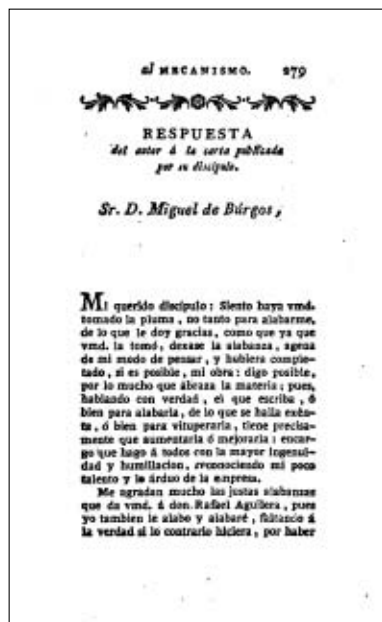 al MECANISMO. 279
RESPUESTA
del autor á la carta publicada
por su discípulo.
Sr. D. Miguel de Búrgos,
MI querido discípulo: Siento haya vmd.
tomado la pluma, no tanto para alabarme,
de lo que le doy gracias, como que ya que
vmd. la tomó, dexase la alabanza, agena
de mi modo de pensar, y hubiera comple-
tado, si es posible, mi obra: digo posible,
por lo mucho que abraza la materia; pues,
hablando con verdad, el que escriba, ó
bien para alabarla, de lo que se halla exên-
ta, ó bien para vituperarla, tiene precisa-
mente que aumentarla ó mejorarla: encar-
go que hago á todos con la mayor ingenui-
dad y humillacion, reconociendo mi poco
talento y lo árduo de la empresa.
Me agradan mucho las justas alabanzas
que da vmd. á don Rafael Aguilera, pues
yo tambien le alabo y alabaré, faltando á
la verdad si lo contrario hiciera, por haber